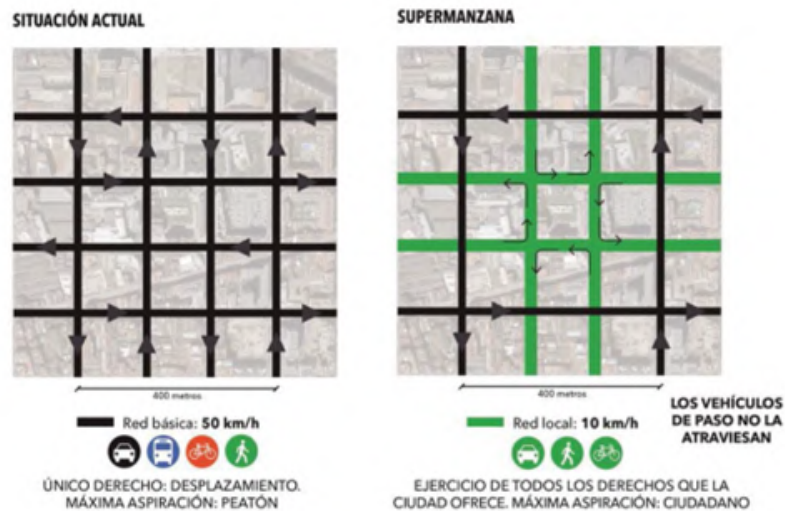 SITUACIÓN ACTUAL
400 metros
Red básica: 50 km/h
ÚNICO DERECHO: DESPLAZAMIENTO.
MÁXIMA ASPIRACIÓN: PEATÓN
SUPERMANZANA
400 metros
Red local: 10 km/h
LOS VEHÍCULOS
DE PASO NO LA
ATRAVIESAN
EJERCICIO DE TODOS LOS DERECHOS QUE LA
CIUDAD OFRECE. MÁXIMA ASPIRACIÓN: CIUDADANO